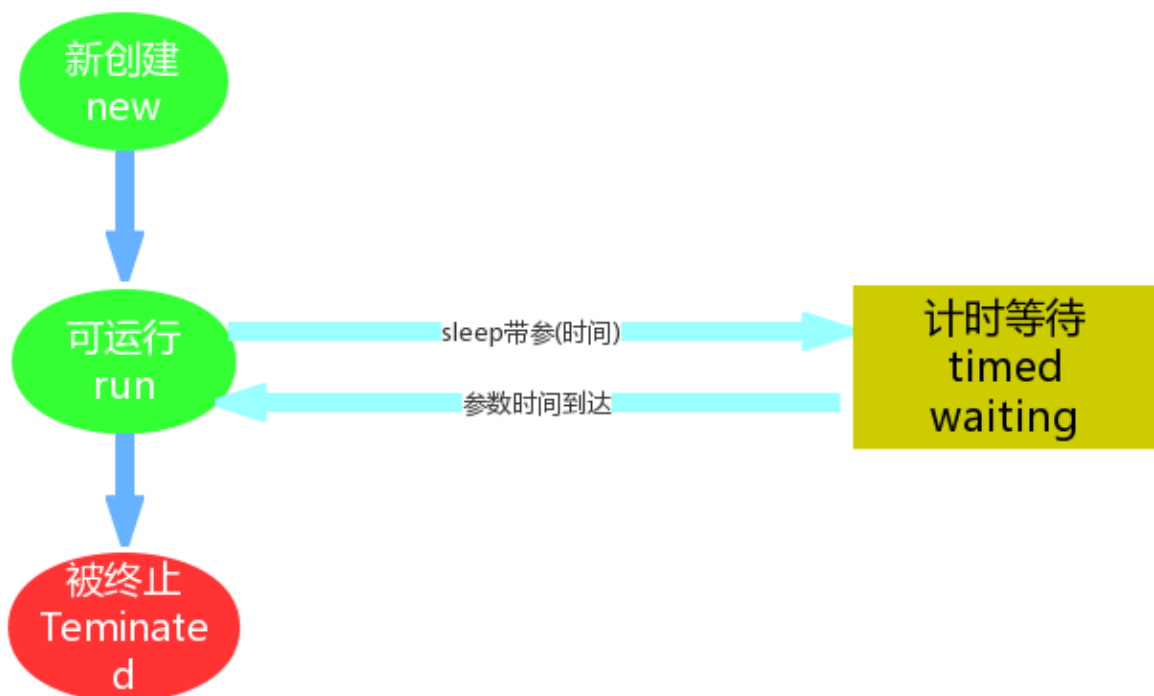 新创建
new
可运行
run
sleep带参(时间)
参数时间到达
计时等待
timed
waiting
被终止
Teminate
d